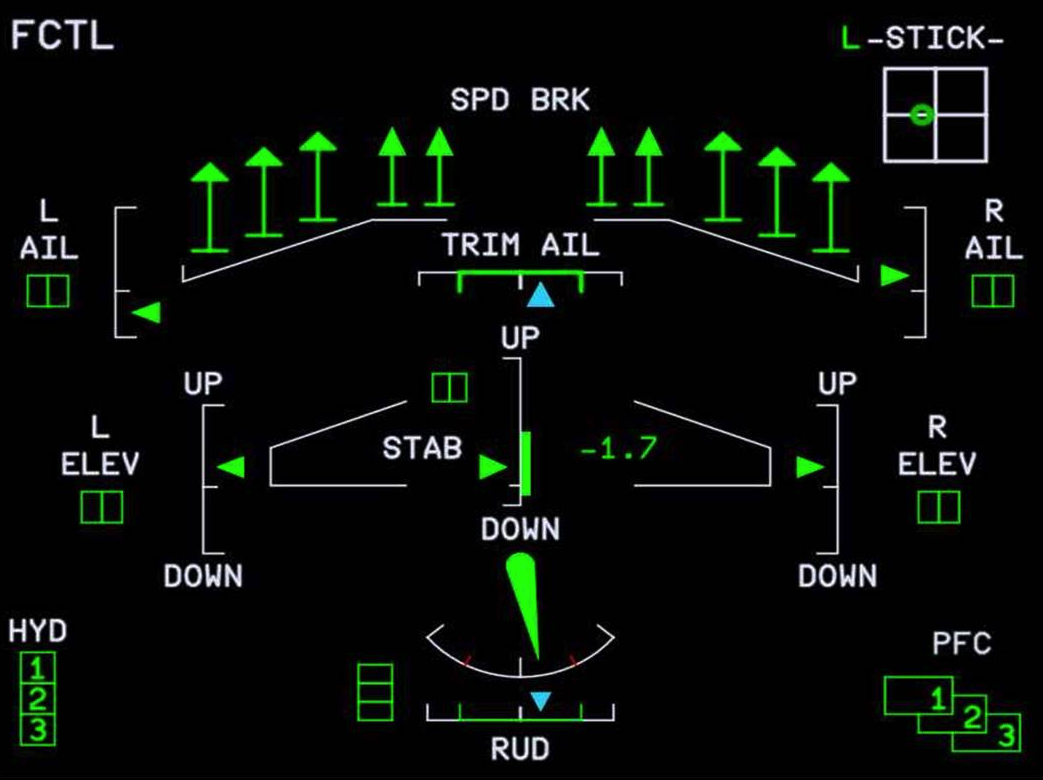 FCTL
L-STICK-
SPD BRK
L
AIL
R
AIL
TRIM AIL
UP
UP
UP
L
ELEV
STAB
-1.7
R
ELEV
DOWN
DOWN
DOWN
HYD
1
2
3
PFC
1
2
3
RUD